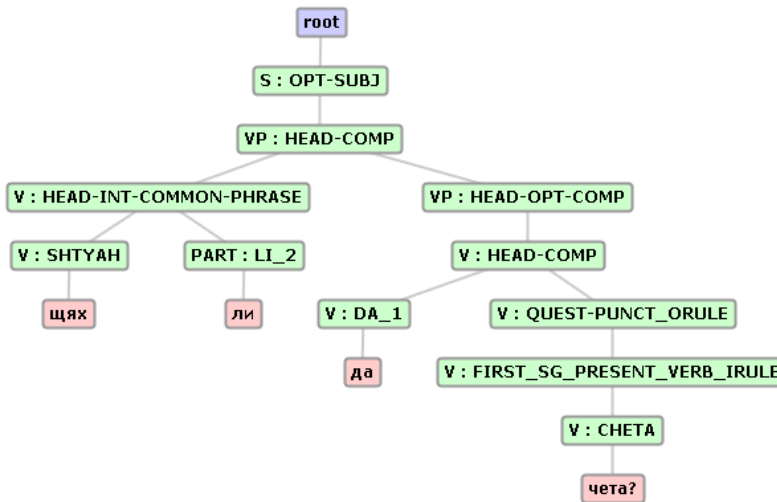 root
S : OPT-SUBJ
VP : HEAD-COMP
V : HEAD-INT-COMMON-PHRASE VP : HEAD-OPT-COMP
V : SHTYAH PART : LI_2 V : HEAD-COMP
щях ли V : DA_1 V : QUEST-PUNCT_ORULE
да V : FIRST_SG_PRESENT_VERB_IRULE
V : CHETA
чета?